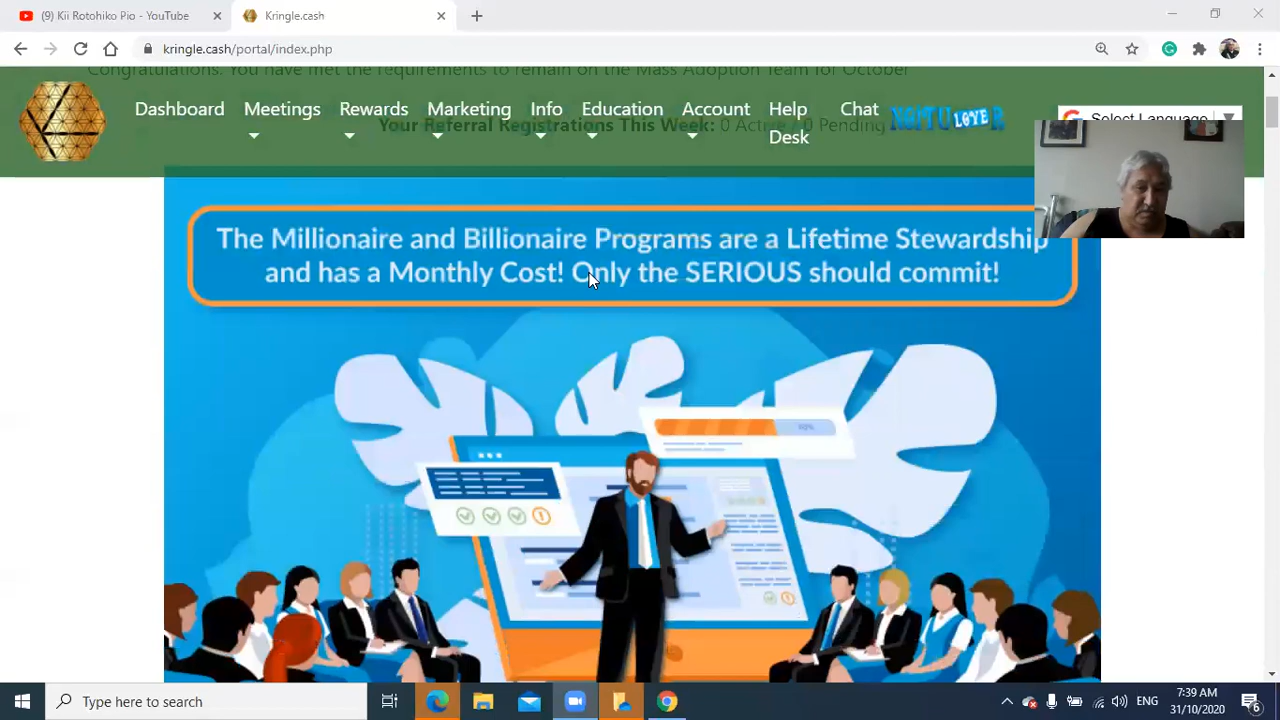 (9) Kii Rotohiko Pio - YouTube
Kringle.cash
kringle.cash/portal/index.php
Congratulations. You have met the requirements to remain on the Mass Adoption Team for October
Dashboard Meetings Rewards Marketing Info Education Account Help Desk Chat
Select Language
Your Referral Registrations This Week: 0 Active / 0 Pending
The Millionaire and Billionaire Programs are a Lifetime Stewardship
and has a Monthly Cost! Only the SERIOUS should commit!
Type here to search
ENG
7:39 AM
31/10/2020
6